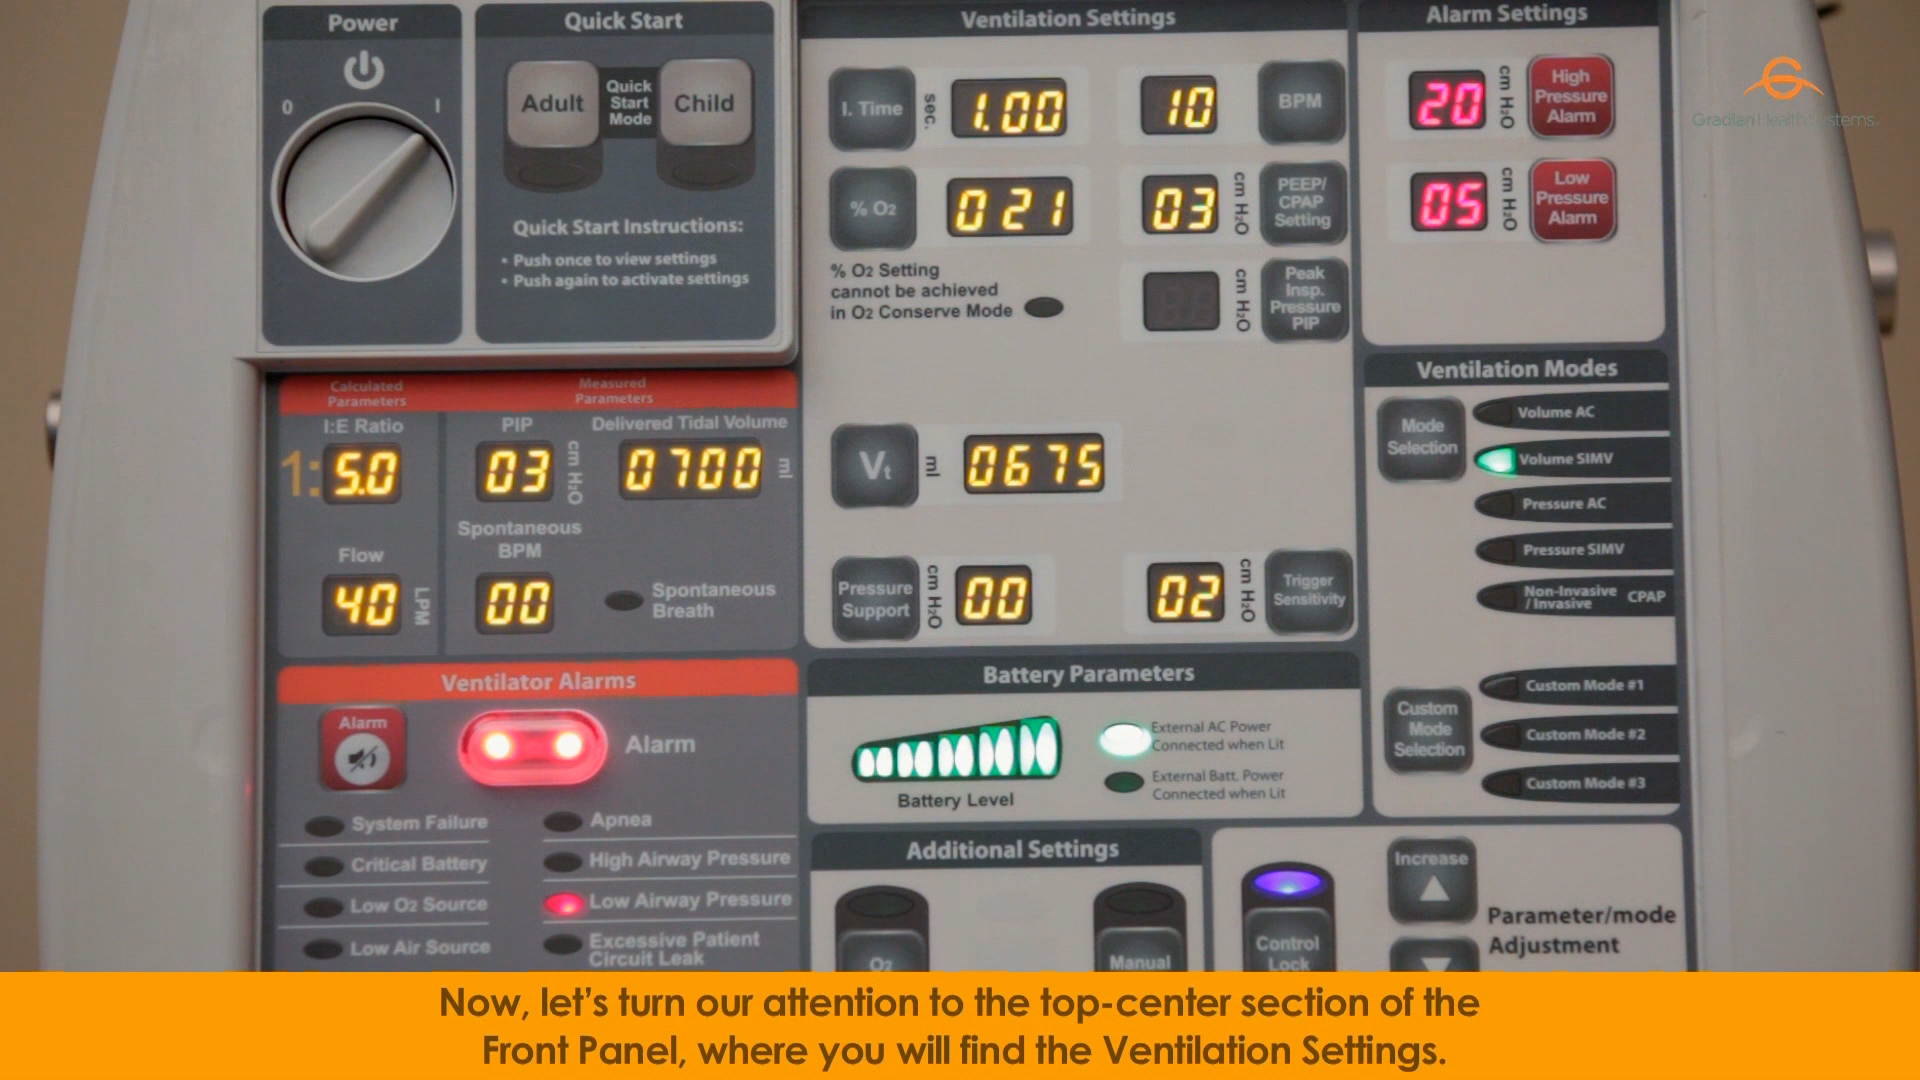 Power
0
I
Quick Start
Adult
Quick
Start
Mode
Child
Quick Start Instructions:
• Push once to view settings
• Push again to activate settings
Ventilation Settings
I. Time
sec.
1.00
10
BPM
% O2
021
03
cm H2O
PEEP/
CPAP
Setting
% O2 Setting
cannot be achieved
in O2 Conserve Mode
cm H2O
Peak
Insp.
Pressure
PIP
Vt
ml
0675
Pressure
Support
cm H2O
00
02
cm H2O
Trigger
Sensitivity
Alarm Settings
20
cm H2O
High
Pressure
Alarm
05
cm H2O
Low
Pressure
Alarm
Gradian Health Systems
Calculated
Parameters
Measured
Parameters
I:E Ratio
PIP
Delivered Tidal Volume
1:
5.0
03
cm H2O
0700
ml
Flow
Spontaneous
BPM
40
LPM
00
Spontaneous
Breath
Ventilation Modes
Mode
Selection
Volume AC
Volume SIMV
Pressure AC
Pressure SIMV
Non-Invasive
/ Invasive CPAP
Custom
Mode
Selection
Custom Mode #1
Custom Mode #2
Custom Mode #3
Ventilator Alarms
Alarm
Alarm
System Failure
Critical Battery
Low O2 Source
Low Air Source
Apnea
High Airway Pressure
Low Airway Pressure
Excessive Patient
Circuit Leak
Battery Parameters
Battery Level
External AC Power
Connected when Lit
External Batt. Power
Connected when Lit
Additional Settings
O2
Manual
Control
Lock
Increase
Parameter/mode
Adjustment
Now, let's turn our attention to the top-center section of the
Front Panel, where you will find the Ventilation Settings.